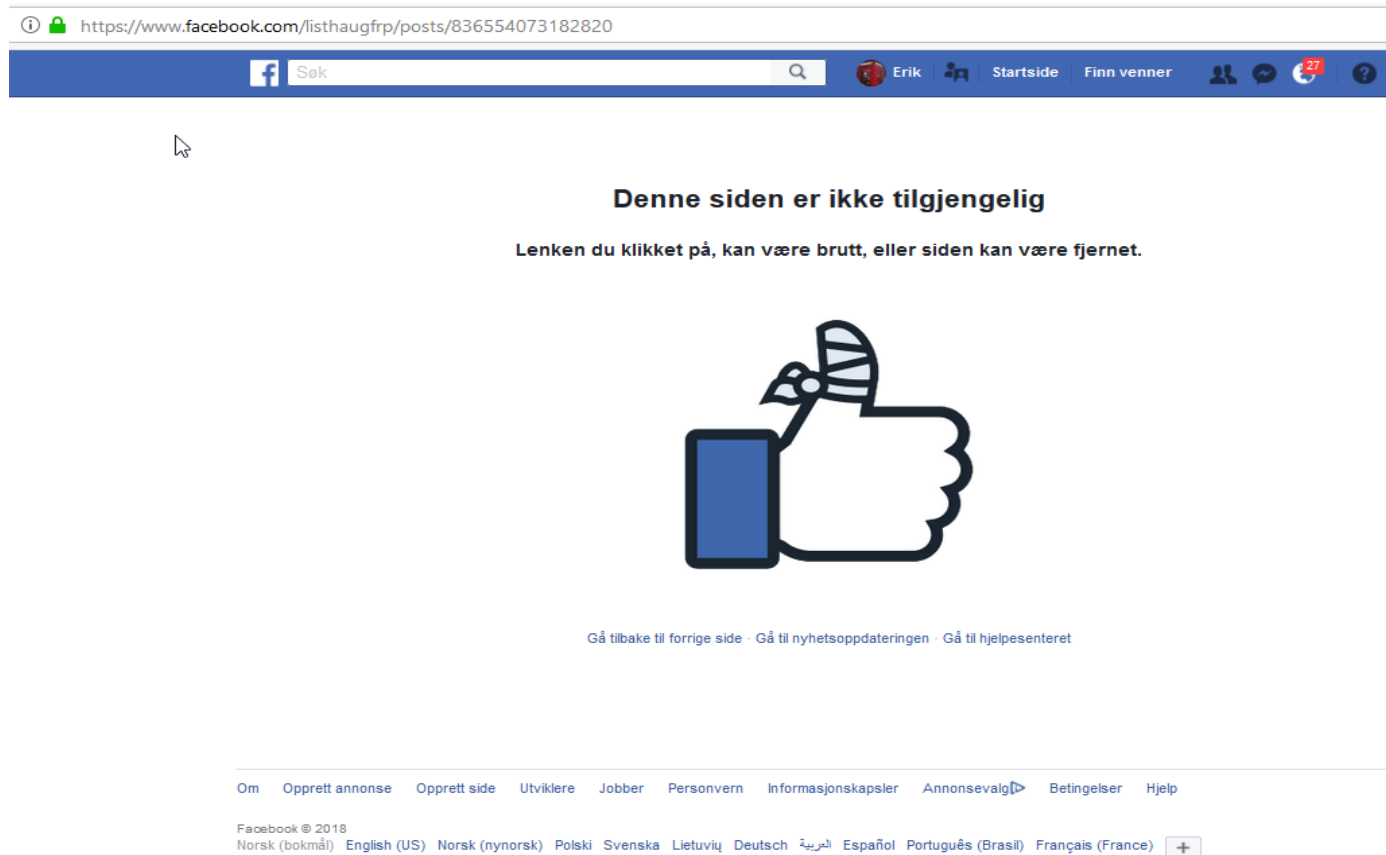 https://www.facebook.com/listhaugfrp/posts/836554073182820
f Søk Erik Startside Finn venner 27 ?
Denne siden er ikke tilgjengelig
Lenken du klikket på, kan være brutt, eller siden kan være fjernet.
Gå tilbake til forrige side · Gå til nyhetsoppdateringen · Gå til hjelpesenteret
Om Opprett annonse Opprett side Utviklere Jobber Personvern Informasjonskapsler Annonsevalg Betingelser Hjelp
Facebook © 2018
Norsk (bokmål) English (US) Norsk (nynorsk) Polski Svenska Lietuvių Deutsch العربية Español Português (Brasil) Français (France) +